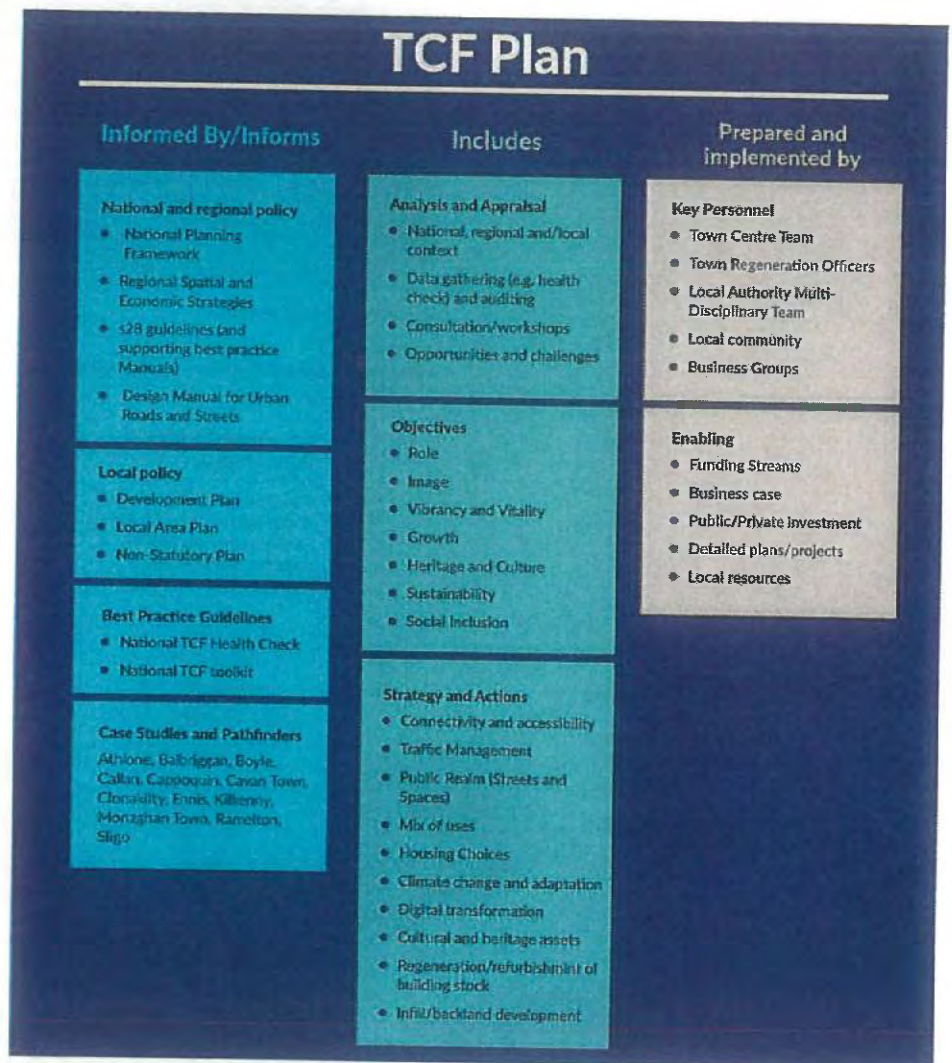 TCF Plan
Informed By/Informs
National and regional policy
• National Planning
Framework
• Regional Spatial and
Economic Strategies
• s28 guidelines (and
supporting best practice
Manuals)
• Design Manual for Urban
Roads and Streets
Local policy
• Development Plan
• Local Area Plan
• Non-Statutory Plan
Best Practice Guidelines
• National TCF Health Check
• National TCF toolkit
Case Studies and Pathfinders
Athlone, Balbriggan, Boyle,
Callan, Cappoquin, Cavan Town,
Clonakilty, Ennis, Kilkenny,
Monaghan Town, Ramelton,
Sligo
Includes
Analysis and Appraisal
• National, regional and/local
context
• Data gathering (e.g. health
check) and auditing
• Consultation/workshops
• Opportunities and challenges
Objectives
• Role
• Image
• Vibrancy and Vitality
• Growth
• Heritage and Culture
• Sustainability
• Social Inclusion
Strategy and Actions
• Connectivity and accessibility
• Traffic Management
• Public Realm (Streets and
Spaces)
• Mix of uses
• Housing Choices
• Climate change and adaptation
• Digital transformation
• Cultural and heritage assets
• Regeneration/refurbishmint of
building stock
• Infill/backland development
Prepared and
implemented by
Key Personnel
• Town Centre Team
• Town Regeneration Officers
• Local Authority Multi-
Disciplinary Team
• Local community
• Business Groups
Enabling
• Funding Streams
• Business case
• Public/Private Investment
• Detailed plans/projects
• Local resources